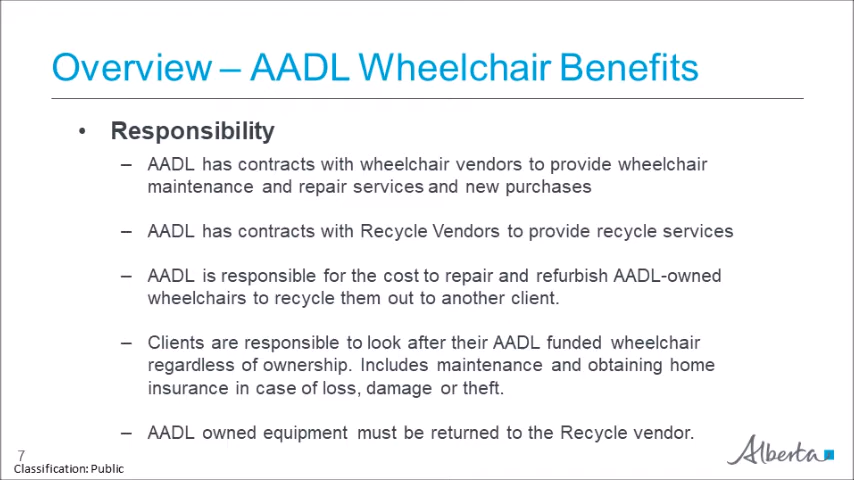 Overview – AADL Wheelchair Benefits
• Responsibility
– AADL has contracts with wheelchair vendors to provide wheelchair
maintenance and repair services and new purchases
– AADL has contracts with Recycle Vendors to provide recycle services
– AADL is responsible for the cost to repair and refurbish AADL-owned
wheelchairs to recycle them out to another client.
– Clients are responsible to look after their AADL funded wheelchair
regardless of ownership. Includes maintenance and obtaining home
insurance in case of loss, damage or theft.
– AADL owned equipment must be returned to the Recycle vendor.
7
Classification: Public
Alberta